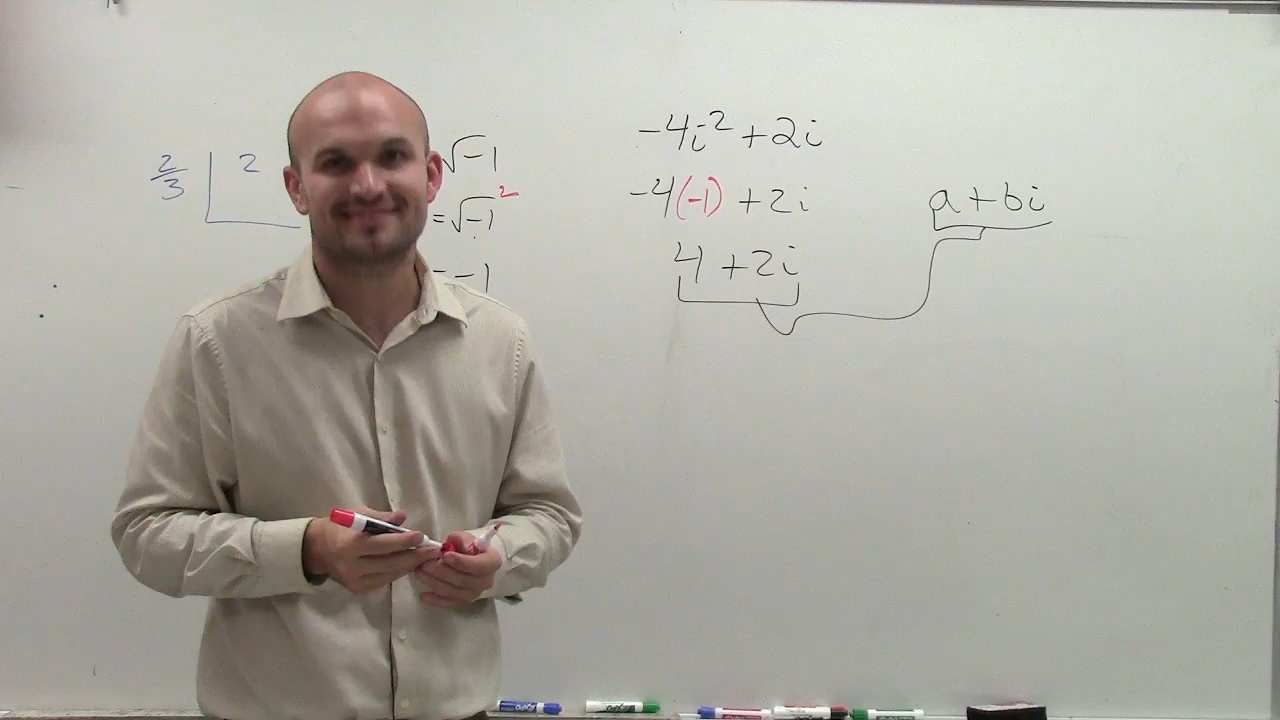 2/3 2
√-1
= √-1²
= -1
-4i² + 2i
-4(-1) + 2i
4 + 2i
a + bi